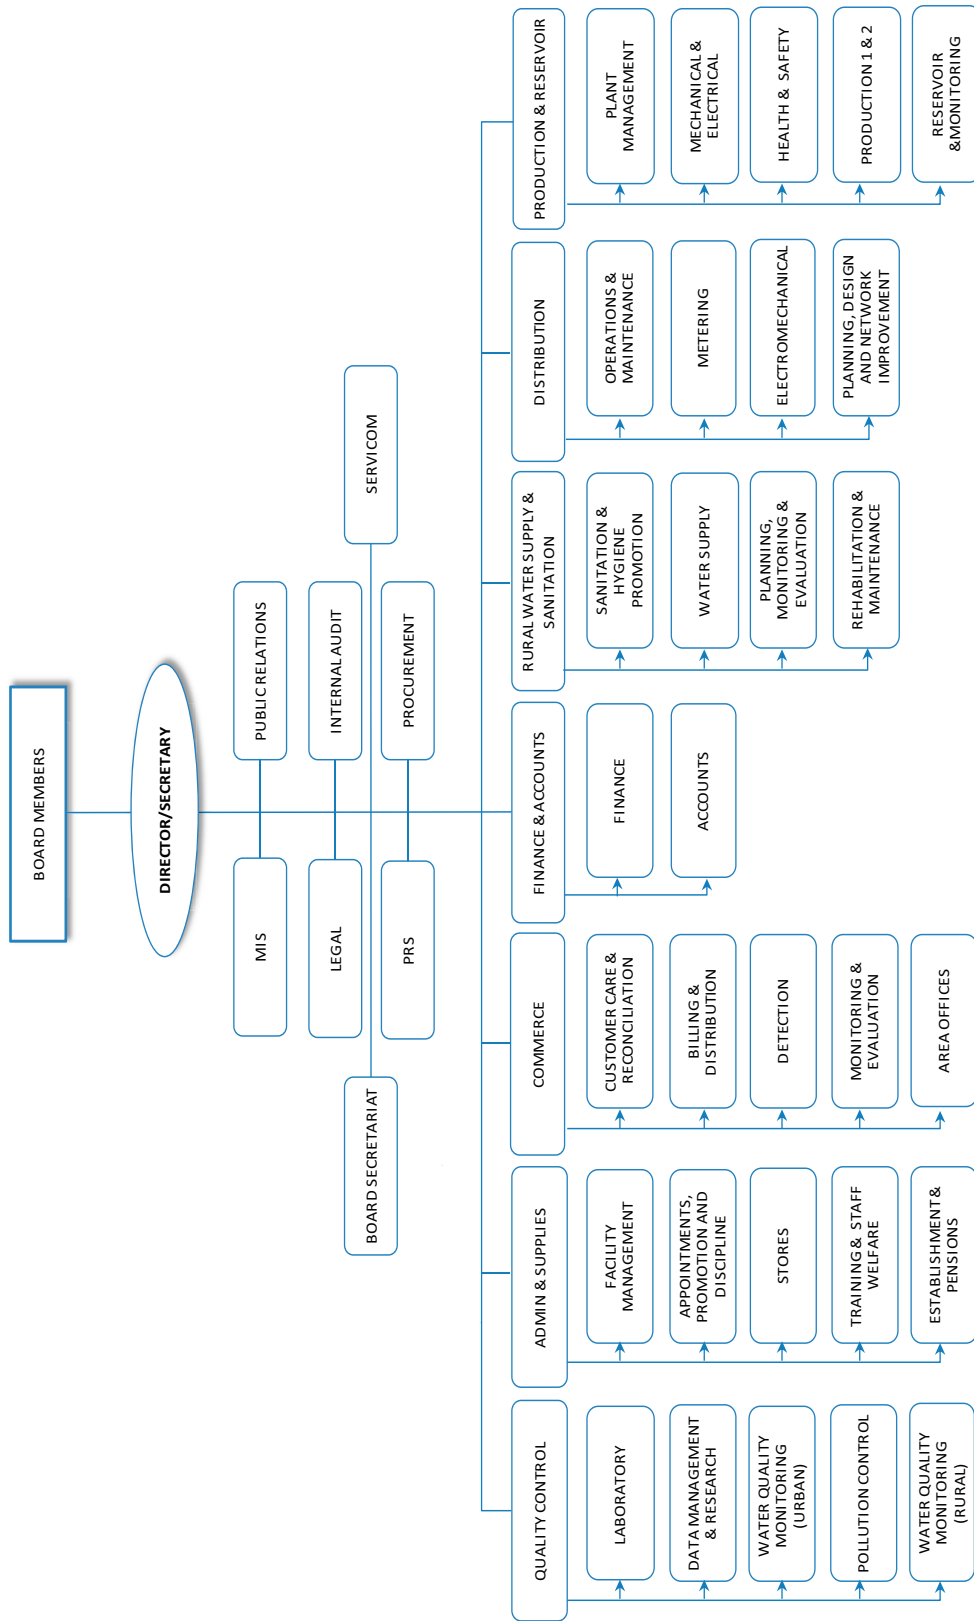 BOARD MEMBERS
DIRECTOR/SECRETARY
MIS
PUBLIC RELATIONS
LEGAL
INTERNAL AUDIT
BOARD SECRETARIAT
SERVICOM
PRS
PROCUREMENT
QUALITY CONTROL
LABORATORY
DATA MANAGEMENT
& RESEARCH
WATER QUALITY
MONITORING
(URBAN)
POLLUTION CONTROL
WATER QUALITY
MONITORING
(RURAL)
ADMIN & SUPPLIES
FACILITY
MANAGEMENT
APPOINTMENTS,
PROMOTION AND
DISCIPLINE
STORES
TRAINING & STAFF
WELFARE
ESTABLISHMENT &
PENSIONS
COMMERCE
CUSTOMER CARE &
RECONCILIATION
BILLING &
DISTRIBUTION
DETECTION
MONITORING &
EVALUATION
AREA OFFICES
FINANCE & ACCOUNTS
FINANCE
ACCOUNTS
RURAL WATER SUPPLY &
SANITATION
SANITATION &
HYGIENE
PROMOTION
WATER SUPPLY
PLANNING,
MONITORING &
EVALUATION
REHABILITATION &
MAINTENANCE
DISTRIBUTION
OPERATIONS &
MAINTENANCE
METERING
ELECTROMECHANICAL
PLANNING, DESIGN
AND NETWORK
IMPROVEMENT
PRODUCTION & RESERVOIR
PLANT
MANAGEMENT
MECHANICAL &
ELECTRICAL
HEALTH & SAFETY
PRODUCTION 1 & 2
RESERVOIR
&MONITORING